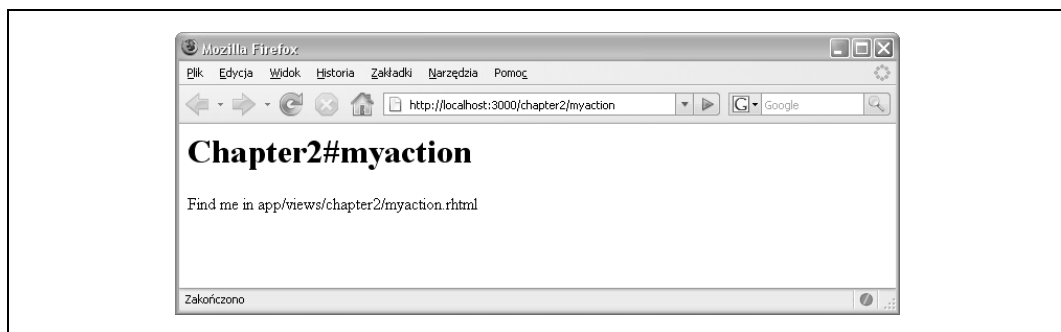 Mozilla Firefox
Plik Edycja Widok Historia Zakładki Narzędzia Pomoc
http://localhost:3000/chapter2/myaction G Google
Chapter2#myaction
Find me in app/views/chapter2/myaction.rhtml
Zakończono